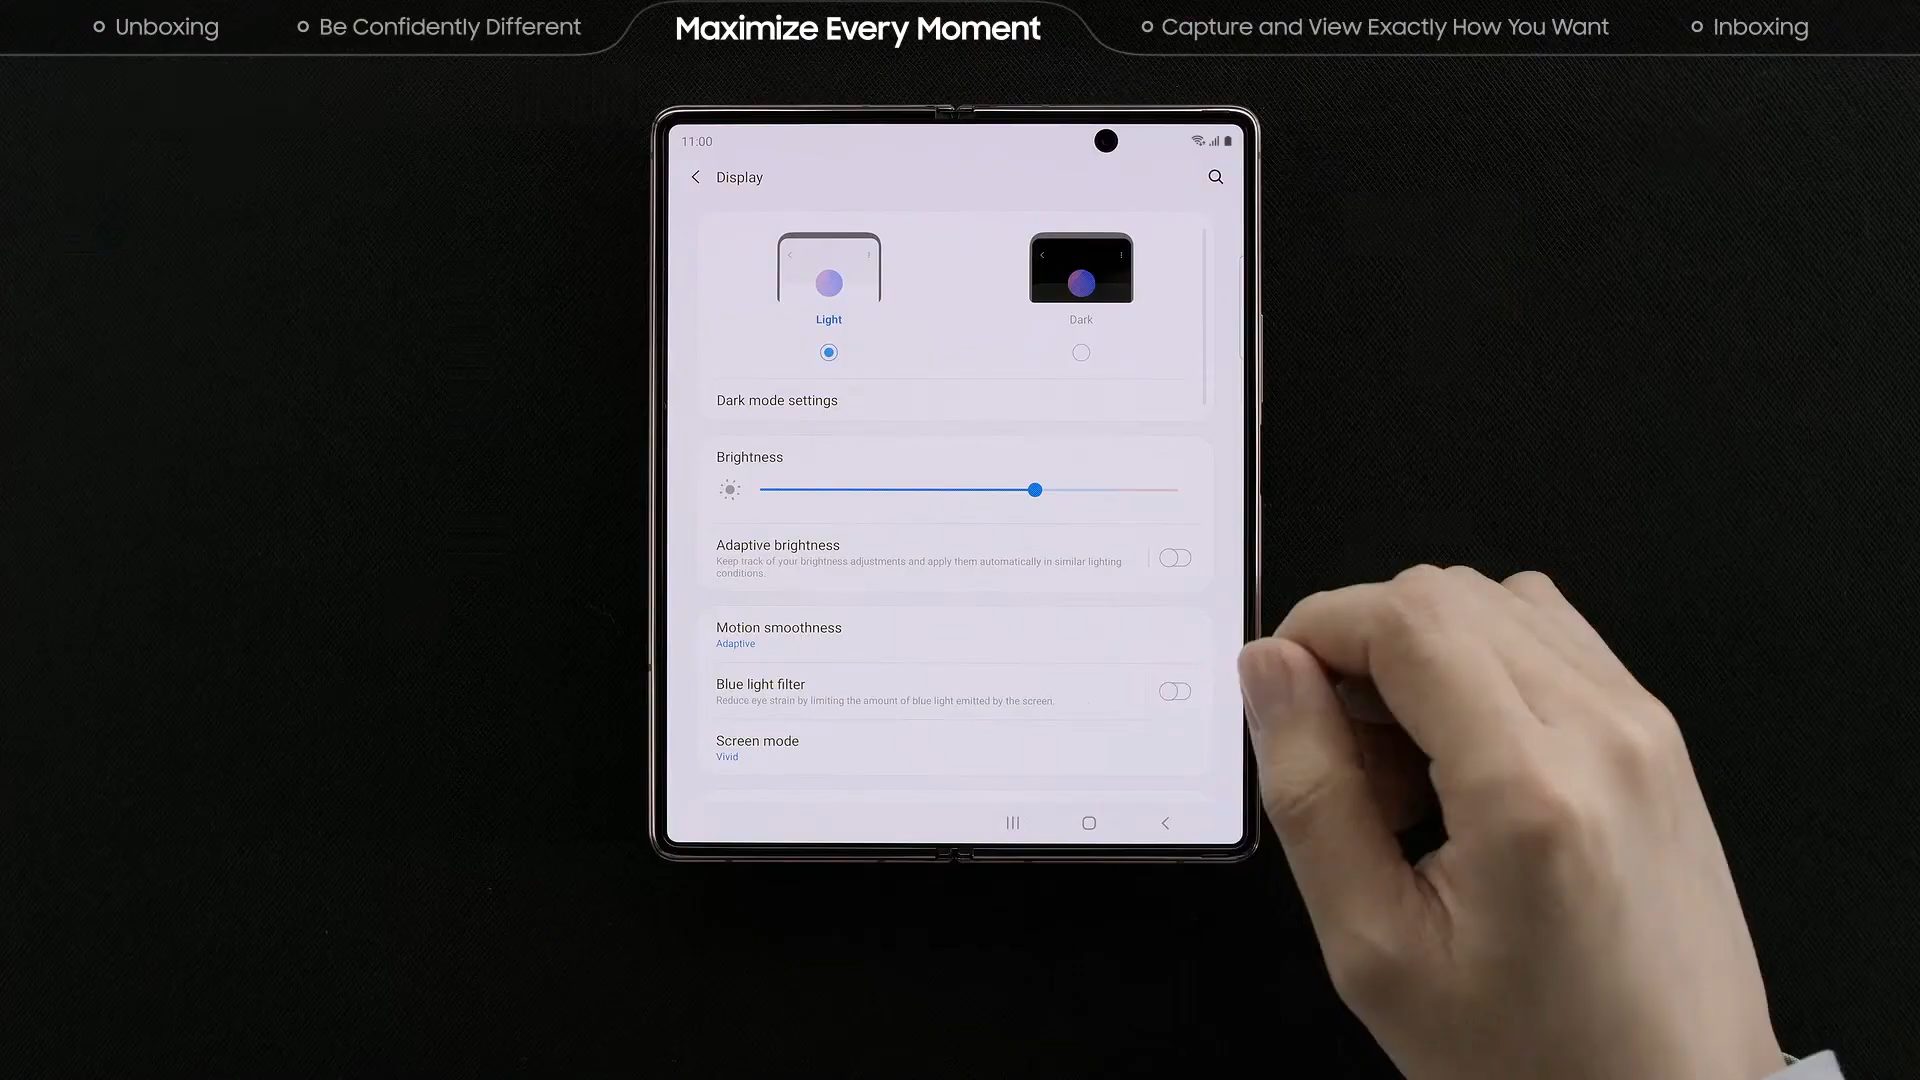 Unboxing
Be Confidently Different
Maximize Every Moment
Capture and View Exactly How You Want
Inboxing
11:00
Display
Light
Dark
Dark mode settings
Brightness
Adaptive brightness
Keep track of your brightness adjustments and apply them automatically in similar lighting
conditions.
Motion smoothness
Adaptive
Blue light filter
Reduce eye strain by limiting the amount of blue light emitted by the screen.
Screen mode
Vivid